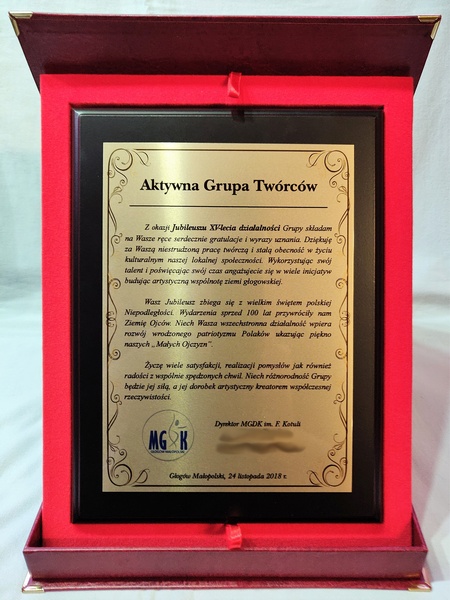 Aktywna Grupa Twórców
Z okazji Jubileuszu XV-lecia działalności Grupy składam
na Wasze ręce serdecznie gratulacje i wyrazy uznania. Dziękuję
za Waszą niestrudzoną pracę twórczą i stałą obecność w życiu
kulturalnym naszej lokalnej społeczności. Wykorzystując swój
talent i poświęcając swój czas angażujecie się w wiele inicjatyw
budując artystyczną wspólnotę ziemi głogowskiej.
Wasz Jubileusz zbiega się z wielkim świętem polskiej
Niepodległości. Wydarzenia sprzed 100 lat przywróciły nam
Ziemię Ojców. Niech Wasza wszechstronna działalność wpiera
rozwój wrodzonego patriotyzmu Polaków ukazując piękno
naszych „Małych Ojczyzn”.
Życzę wiele satysfakcji, realizacji pomysłów jak również
radości z wspólnie spędzonych chwil. Niech różnorodność Grupy
będzie jej siłą, a jej dorobek artystyczny kreatorem współczesnej
rzeczywistości.
Dyrektor MGDK im. F. Kotuli
MGDK
GŁOGÓW MAŁOPOLSKI
Głogów Małopolski, 24 listopada 2018 r.